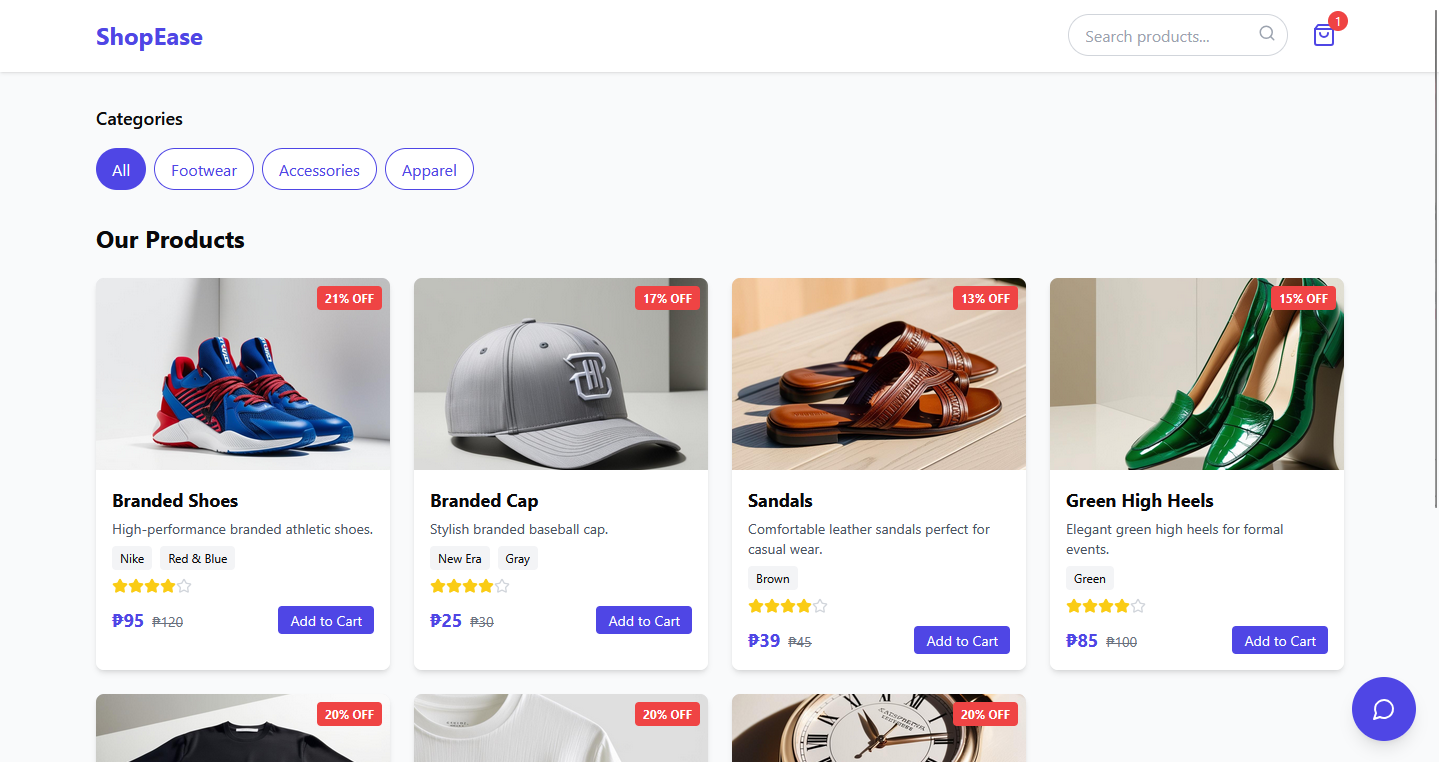 ShopEase
Search products...
1
Categories
All
Footwear
Accessories
Apparel
Our Products
21% OFF
17% OFF
13% OFF
15% OFF
Branded Shoes
High-performance branded athletic shoes.
Nike
Red & Blue
₱95 ₱120
Add to Cart
Branded Cap
Stylish branded baseball cap.
New Era
Gray
₱25 ₱30
Add to Cart
Sandals
Comfortable leather sandals perfect for
casual wear.
Brown
₱39 ₱45
Add to Cart
Green High Heels
Elegant green high heels for formal
events.
Green
₱85 ₱100
Add to Cart
20% OFF
20% OFF
20% OFF